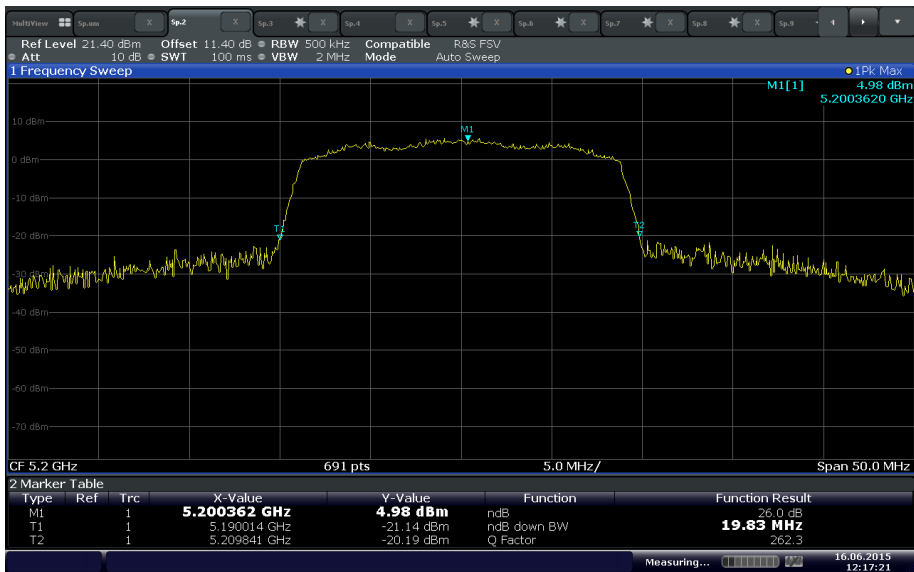 MultiView Sp.um X Sp.2 X Sp.3 X Sp.4 X Sp.5 X Sp.6 X Sp.7 X Sp.8 X Sp.9
Ref Level 21.40 dBm Offset 11.40 dB RBW 500 kHz Compatible R&S FSV
Att 10 dB SWT 100 ms VBW 2 MHz Mode Auto Sweep
1 Frequency Sweep 1Pk Max
M1[1] 4.98 dBm
5.2003620 GHz
10 dBm
M1
0 dBm
-10 dBm
T1 T2
-20 dBm
-30 dBm
-40 dBm
-50 dBm
-60 dBm
-70 dBm
CF 5.2 GHz 691 pts 5.0 MHz/ Span 50.0 MHz
2 Marker Table
Type Ref Trc X-Value Y-Value Function Function Result
M1 1 5.200362 GHz 4.98 dBm ndB 26.0 dB
T1 1 5.190014 GHz -21.14 dBm ndB down BW 19.83 MHz
T2 1 5.209841 GHz -20.19 dBm Q Factor 262.3
Measuring... 16.06.2015
12:17:21